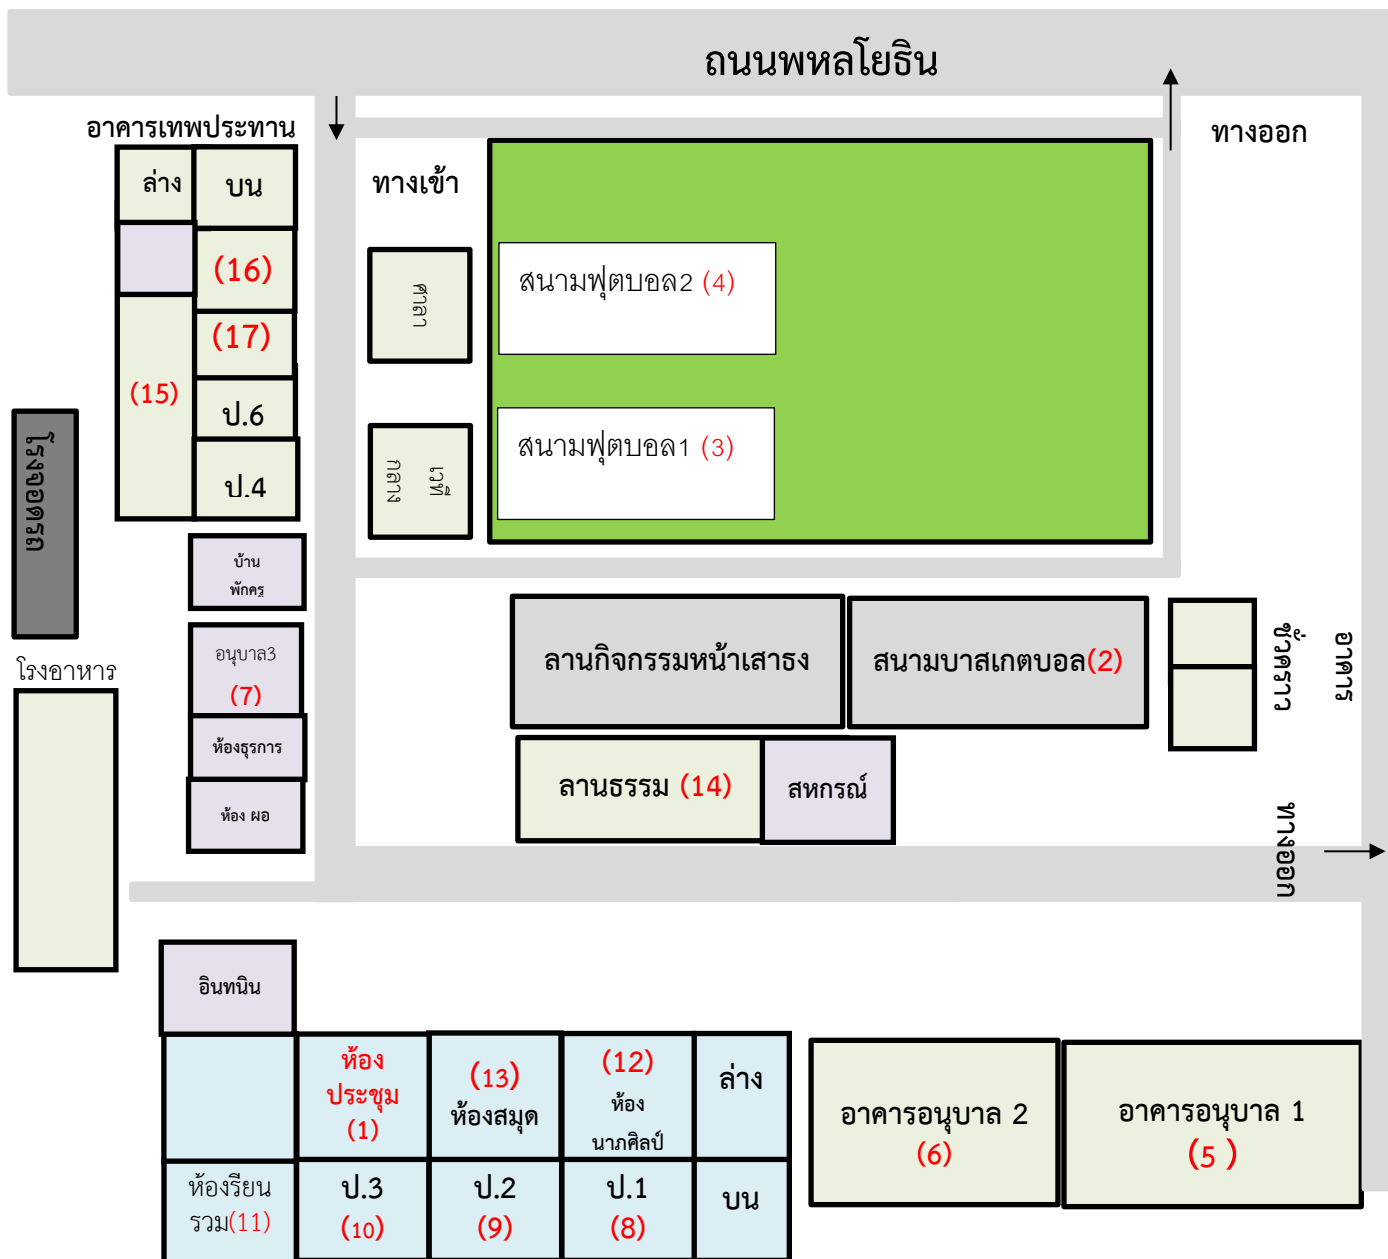 ถนนพหลโยธิน
อาคารเทพประทาน
ทางเข้า
ทางออก
ล่าง
บน
(16)
(17)
(15)
ป.6
ป.4
ศาลา
เวที
กลาง
สนามฟุตบอล2 (4)
สนามฟุตบอล1 (3)
โรงจอดรถ
บ้าน
พักครู
อนุบาล3
(7)
ห้องธุรการ
ห้อง ผอ
โรงอาหาร
ลานกิจกรรมหน้าเสาธง
สนามบาสเกตบอล(2)
อาคาร
ชั่วคราว
ลานธรรม (14)
สหกรณ์
ทางออก
อินทนิน
ห้อง
ประชุม
(1)
(13)
ห้องสมุด
(12)
ห้อง
นาภศิลป์
ล่าง
ห้องรียน
รวม(11)
ป.3
(10)
ป.2
(9)
ป.1
(8)
บน
อาคารอนุบาล 2
(6)
อาคารอนุบาล 1
(5 )